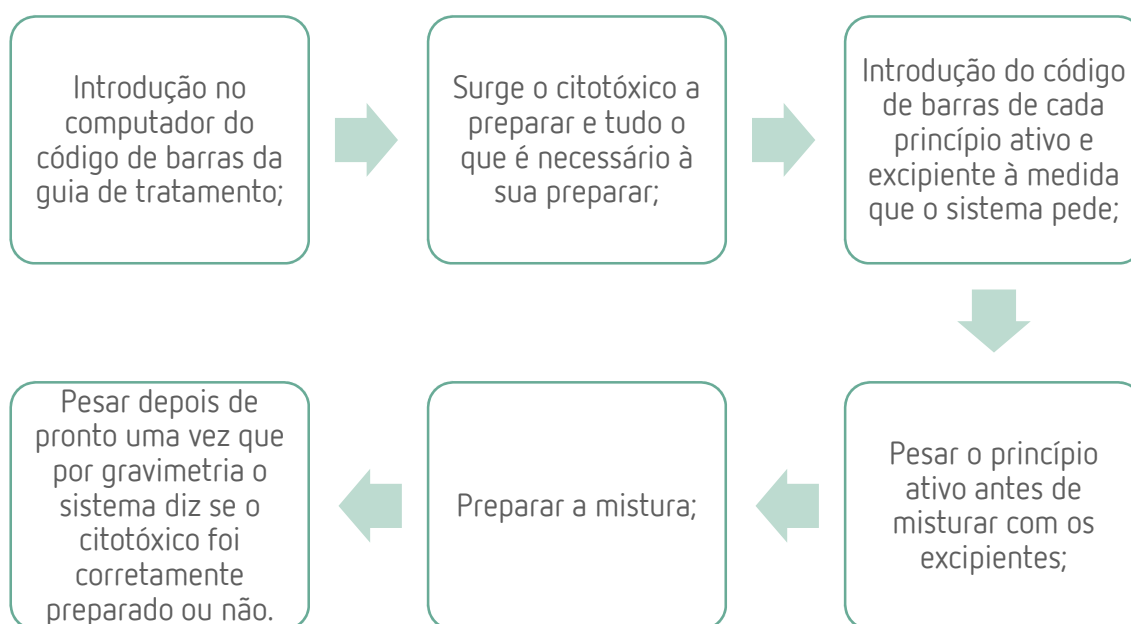 Introdução no
computador do
código de barras da
guia de tratamento;
Surge o citotóxico a
preparar e tudo o
que é necessário à
sua preparar;
Introdução do código
de barras de cada
princípio ativo e
excipiente à medida
que o sistema pede;
Pesar o princípio
ativo antes de
misturar com os
excipientes;
Preparar a mistura;
Pesar depois de
pronto uma vez que
por gravimetria o
sistema diz se o
citotóxico foi
corretamente
preparado ou não.